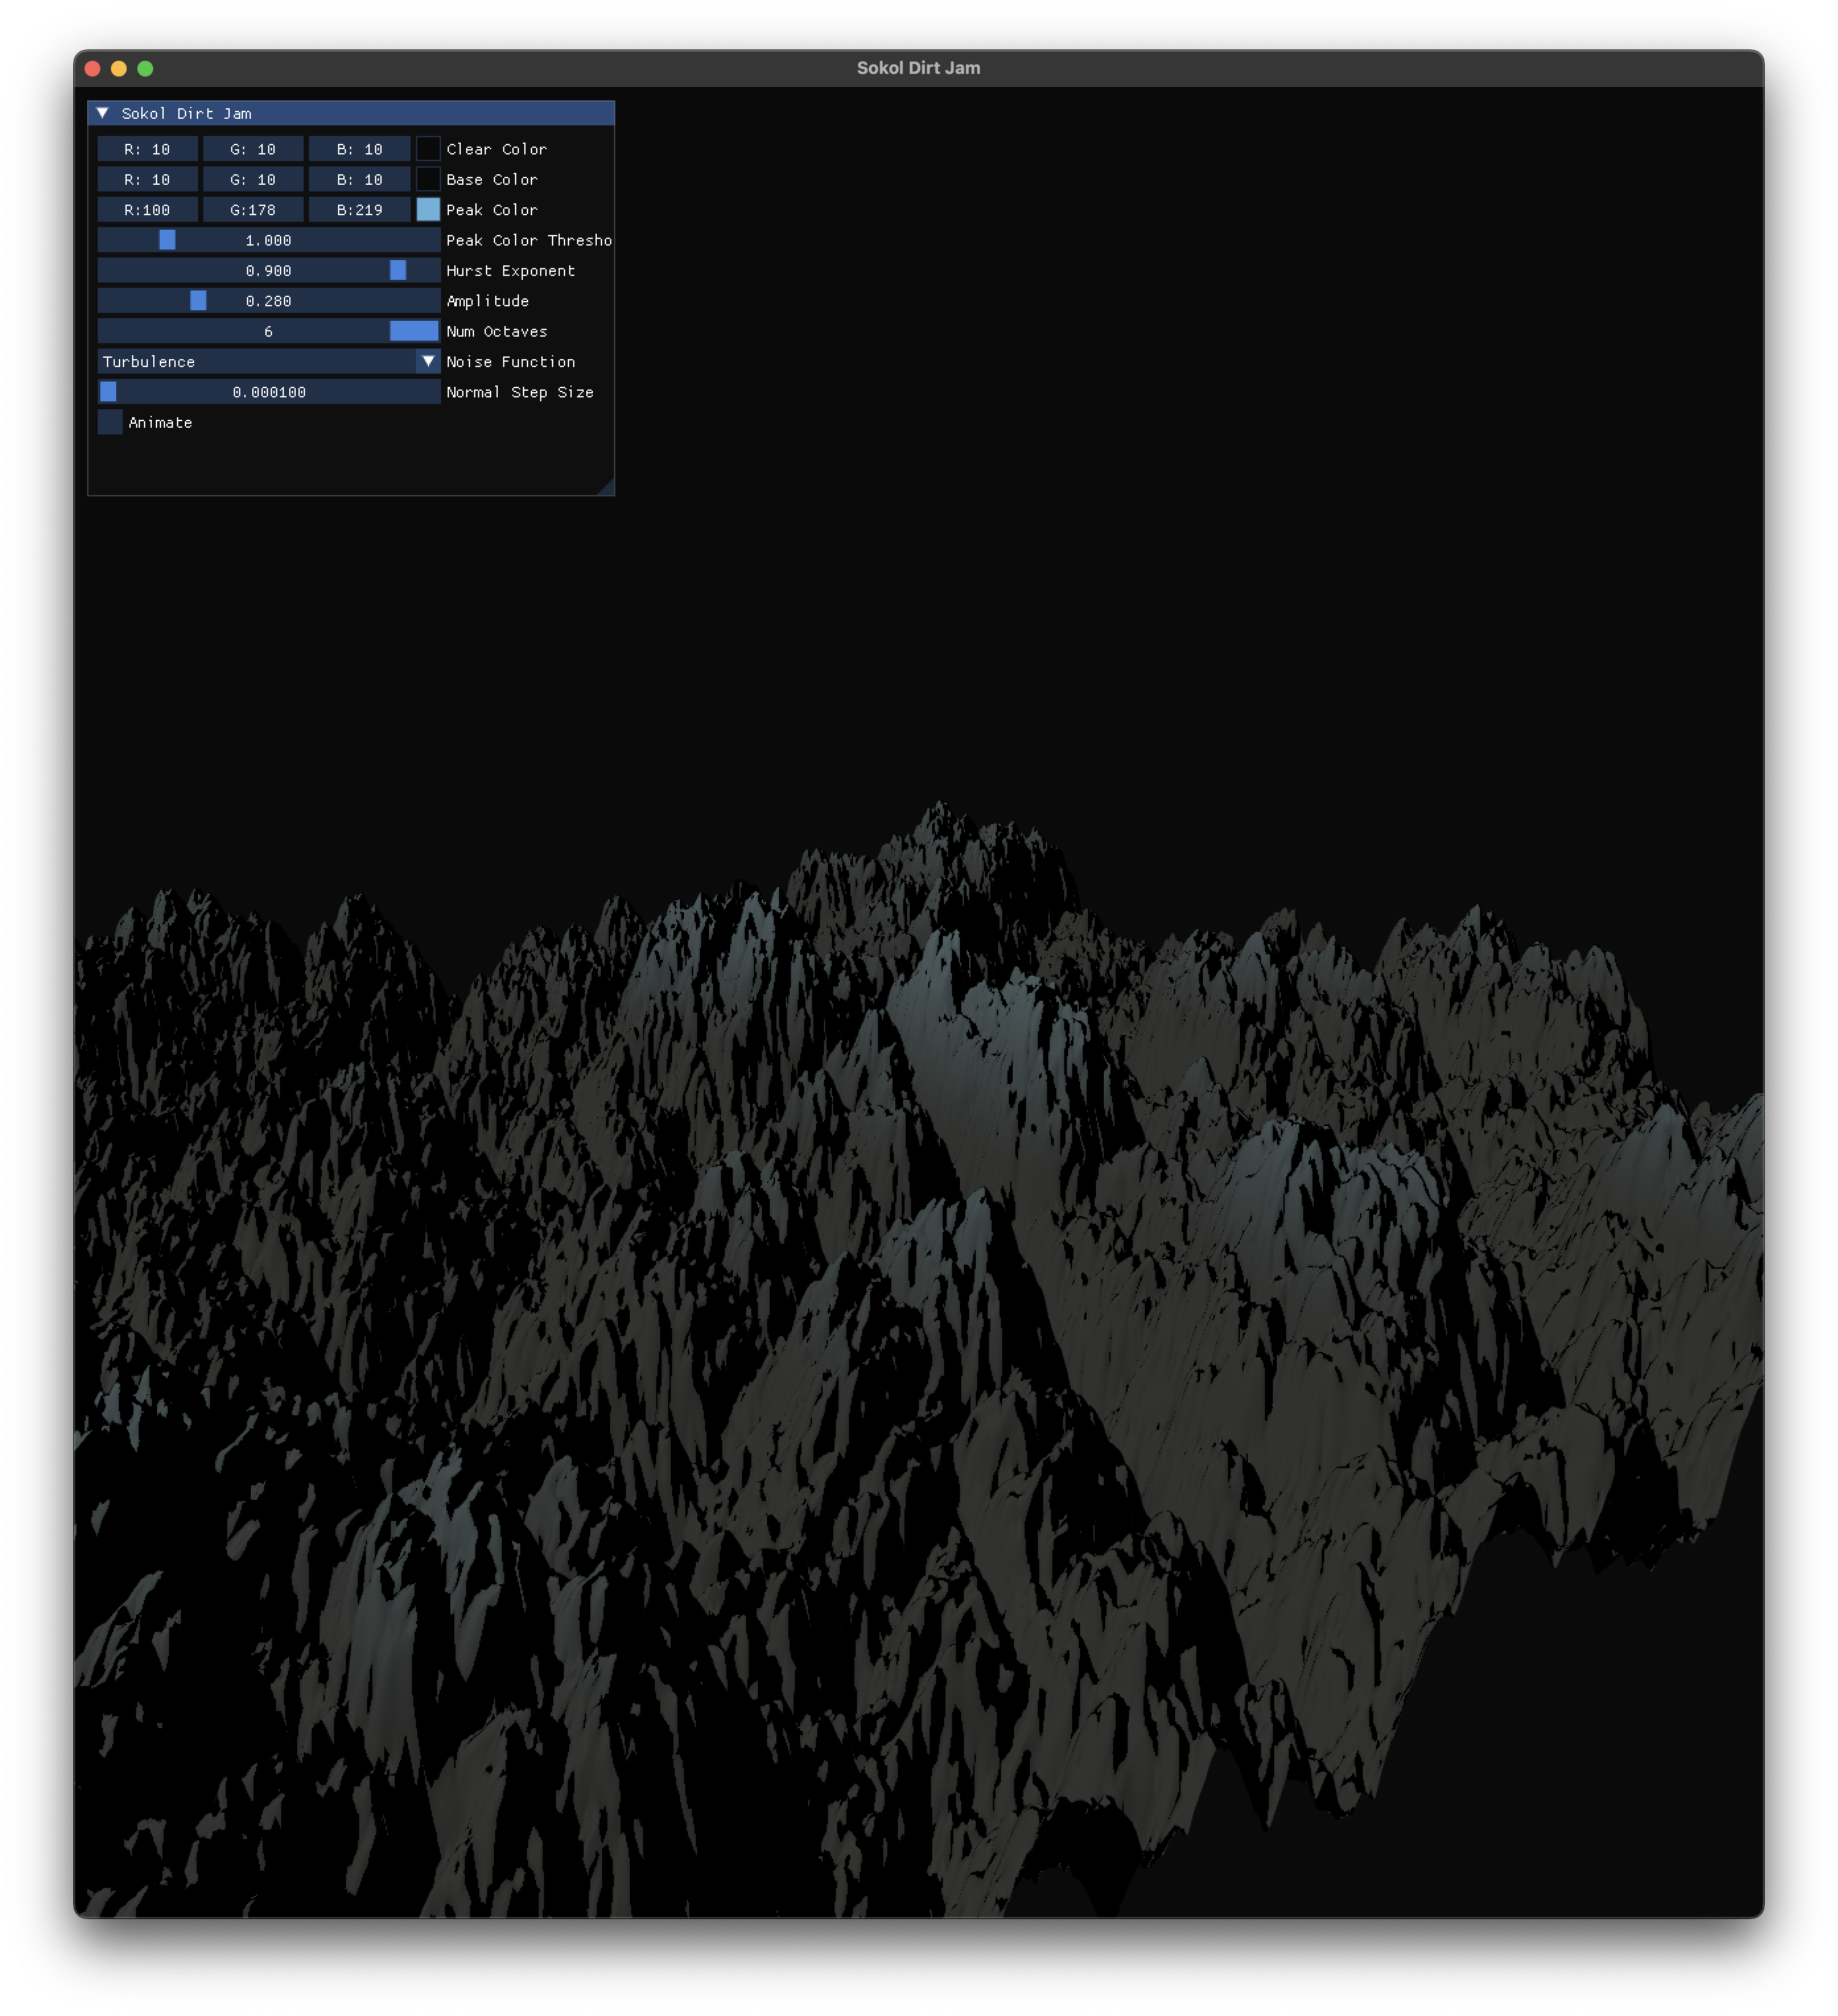 Sokol Dirt Jam
Sokol Dirt Jam
R: 10 G: 10 B: 10 Clear Color
R: 10 G: 10 B: 10 Base Color
R:100 G:178 B:219 Peak Color
1.000 Peak Color Thresho
0.900 Hurst Exponent
0.280 Amplitude
6 Num Octaves
Turbulence Noise Function
0.000100 Normal Step Size
Animate